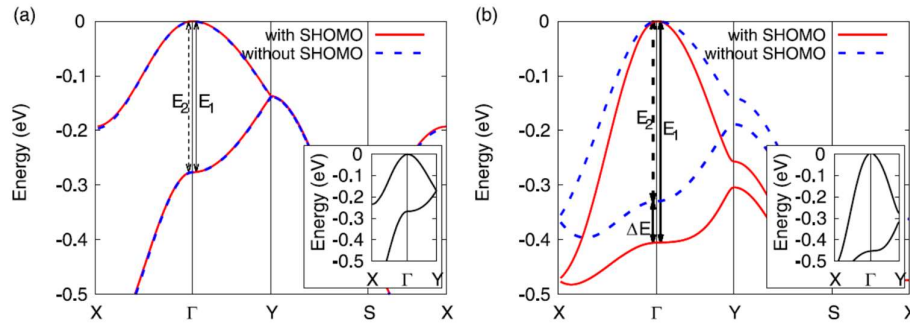 (a)
0
-0.1
-0.2
-0.3
-0.4
-0.5
Energy (eV)
with SHOMO
without SHOMO
E2
E1
X
Γ
Y
S
X
Energy (eV)
0
-0.1
-0.2
-0.3
-0.4
-0.5
X
Γ
Y
(b)
0
-0.1
-0.2
-0.3
-0.4
-0.5
Energy (eV)
with SHOMO
without SHOMO
E2
E1
ΔE
X
Γ
Y
S
X
Energy (eV)
0
-0.1
-0.2
-0.3
-0.4
-0.5
X
Γ
Y